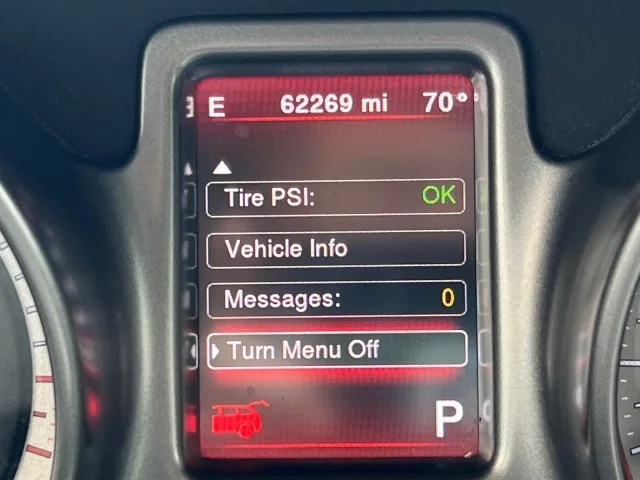 E 62269 mi 70°
Tire PSI: OK
Vehicle Info
Messages: 0
Turn Menu Off
P